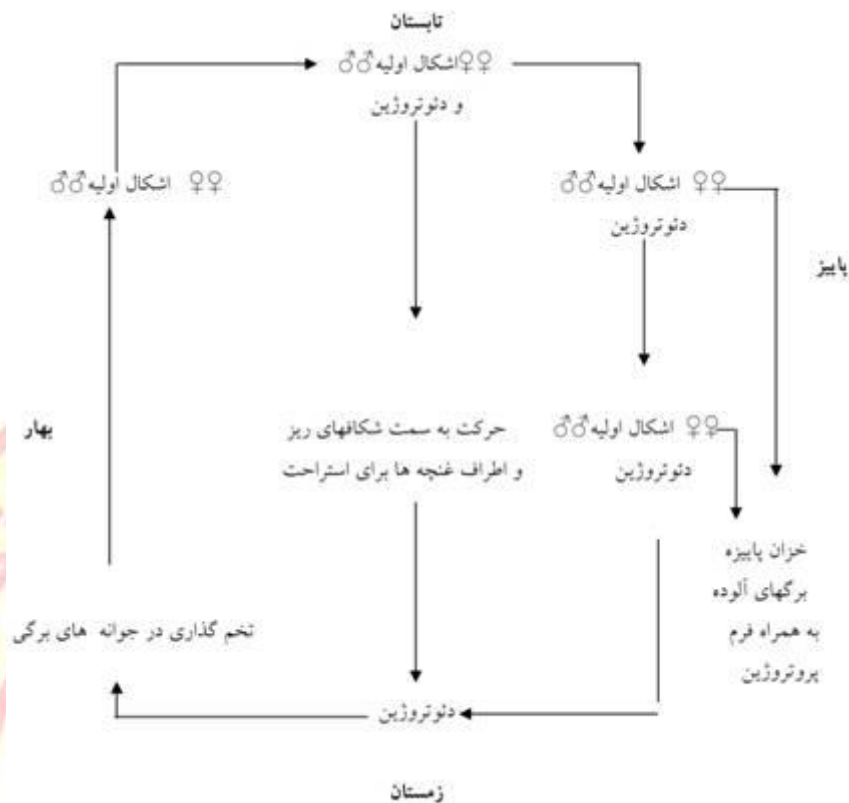 تابستان
♀♀اشکال اولیه♂♂
و دئوتروژین
♀♀ اشکال اولیه♂♂
♀♀ اشکال اولیه♂♂
دئوتروژین
پاییز
بهار
حرکت به سمت شکافهای ریز
و اطراف غنچه ها برای استراحت
♀♀ اشکال اولیه♂♂
دئوتروژین
خزان پاییزه
برگهای آلوده
به همراه فرم
پروتروژین
تخم گذاری در جوانه های برگی
دئوتروژین
زمستان